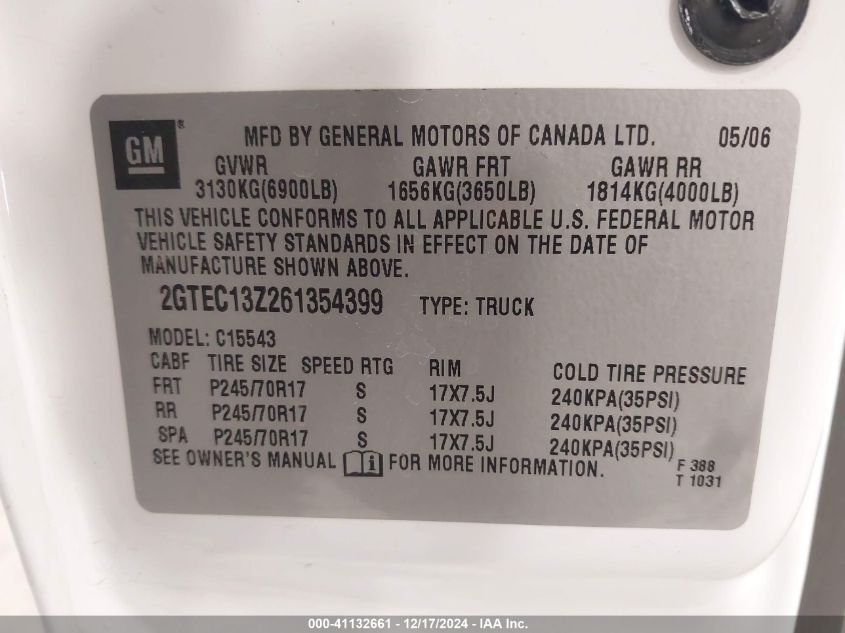 GM® MFD BY GENERAL MOTORS OF CANADA LTD. 05/06
GVWR GAWR FRT GAWR RR
3130KG(6900LB) 1656KG(3650LB) 1814KG(4000LB)
THIS VEHICLE CONFORMS TO ALL APPLICABLE U.S. FEDERAL MOTOR
VEHICLE SAFETY STANDARDS IN EFFECT ON THE DATE OF
MANUFACTURE SHOWN ABOVE.
2GTEC13Z261354399 TYPE: TRUCK
MODEL: C15543
CABF TIRE SIZE SPEED RTG RIM COLD TIRE PRESSURE
FRT P245/70R17 S 17X7.5J 240KPA(35PSI)
RR P245/70R17 S 17X7.5J 240KPA(35PSI)
SPA P245/70R17 S 17X7.5J 240KPA(35PSI)
SEE OWNER'S MANUAL i FOR MORE INFORMATION. F 388
T 1031
000-41132661 - 12/17/2024 - IAA Inc.